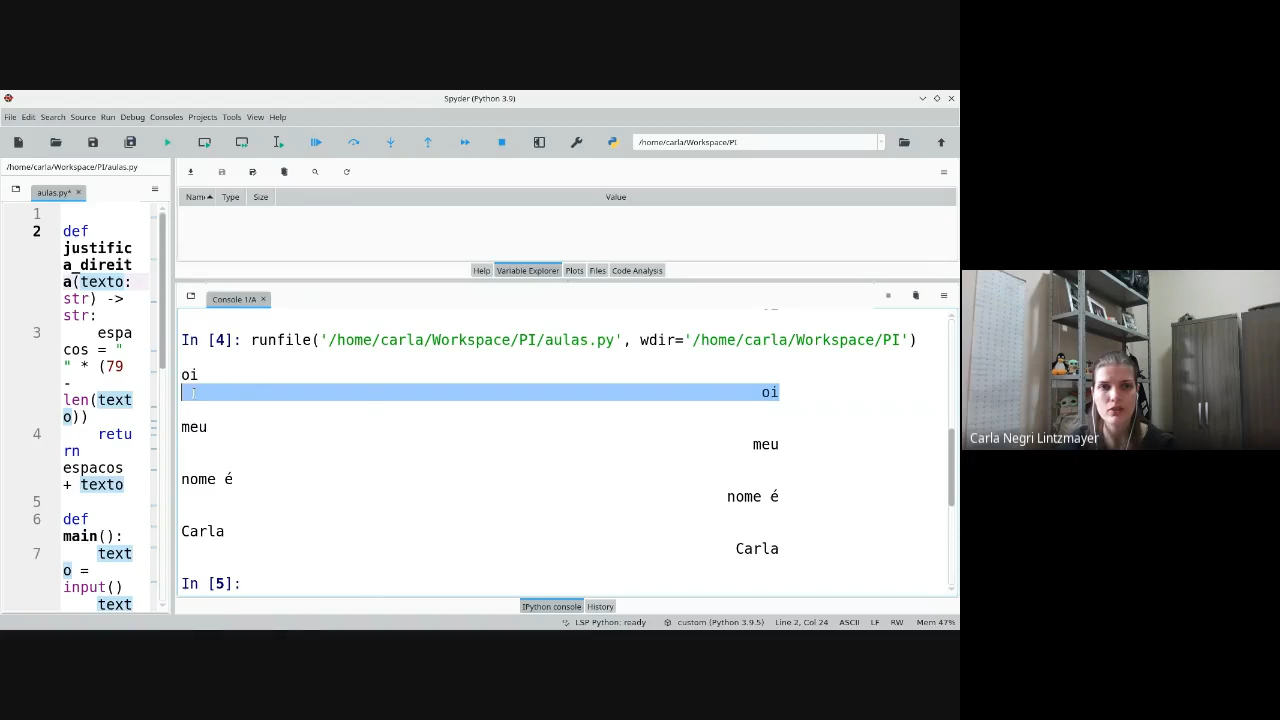 Spyder (Python 3.9)
File Edit Search Source Run Debug Consoles Projects Tools View Help
/home/carla/Workspace/PI
/home/carla/Workspace/PI/aulas.py
aulas.py*
Name Type Size Value
1
2 def
justific
a_direit
a(texto:
str) ->
str:
3 espa
cos = "
" * (79
-
len(text
o))
4 retu
rn
espacos
+ texto
5
6 def
main():
7 text
o =
input()
text
Help Variable Explorer Plots Files Code Analysis
Console 1/A
In [4]: runfile('/home/carla/Workspace/PI/aulas.py', wdir='/home/carla/Workspace/PI')
oi
oi
meu
meu
nome é
nome é
Carla
Carla
In [5]:
IPython console History
LSP Python: ready custom (Python 3.9.5) Line 2, Col 24 ASCII LF RW Mem 47%
Carla Negri Lintzmayer